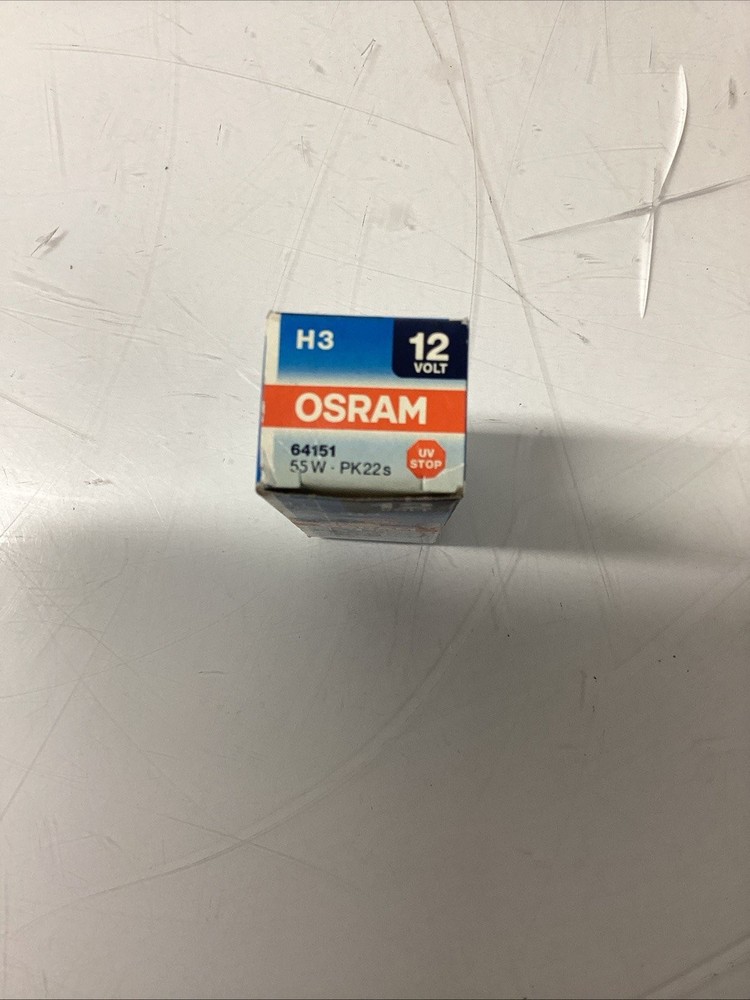 H3
12
VOLT
OSRAM
64151
55W · PK22s
UV
STOP